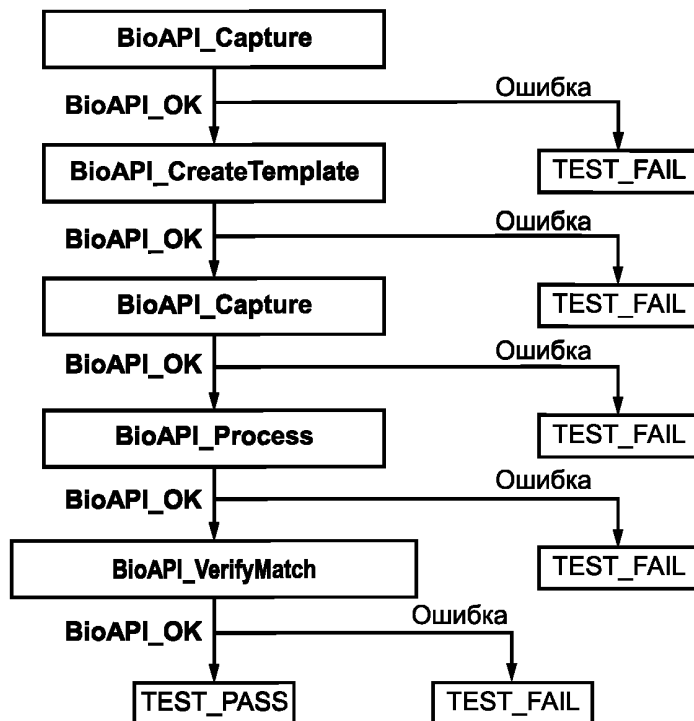 BioAPI_Capture
Ошибка
BioAPI_OK
BioAPI_CreateTemplate
TEST_FAIL
Ошибка
BioAPI_OK
BioAPI_Capture
TEST_FAIL
Ошибка
BioAPI_OK
BioAPI_Process
TEST_FAIL
Ошибка
BioAPI_OK
BioAPI_VerifyMatch
TEST_FAIL
Ошибка
BioAPI_OK
TEST_PASS
TEST_FAIL